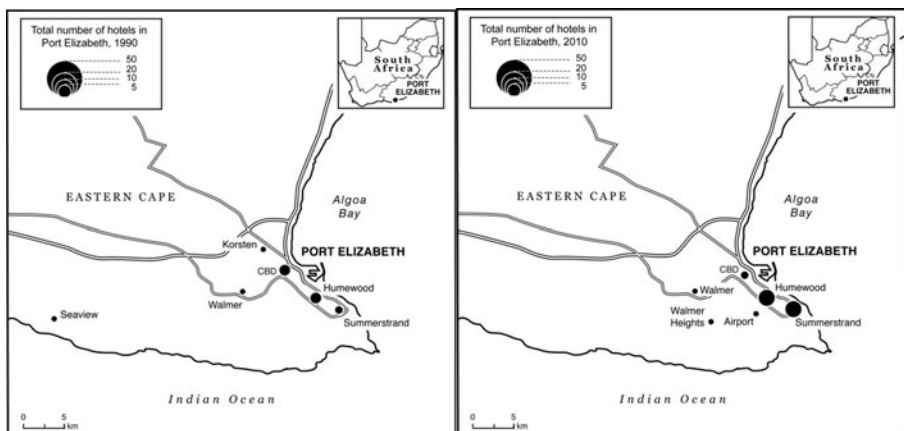 Total number of hotels in
Port Elizabeth, 1990
50
20
10
5
South
Africa
PORT
ELIZABETH
EASTERN CAPE
Algoa
Bay
Korsten
PORT ELIZABETH
CBD
Humewood
Walmer
Seaview
Summerstrand
Indian Ocean
0 5
km
Total number of hotels in
Port Elizabeth, 2010
50
20
10
5
South
Africa
PORT
ELIZABETH
EASTERN CAPE
Algoa
Bay
PORT ELIZABETH
CBD
Humewood
Walmer
Walmer
Heights
Airport
Summerstrand
Indian Ocean
0 5
km